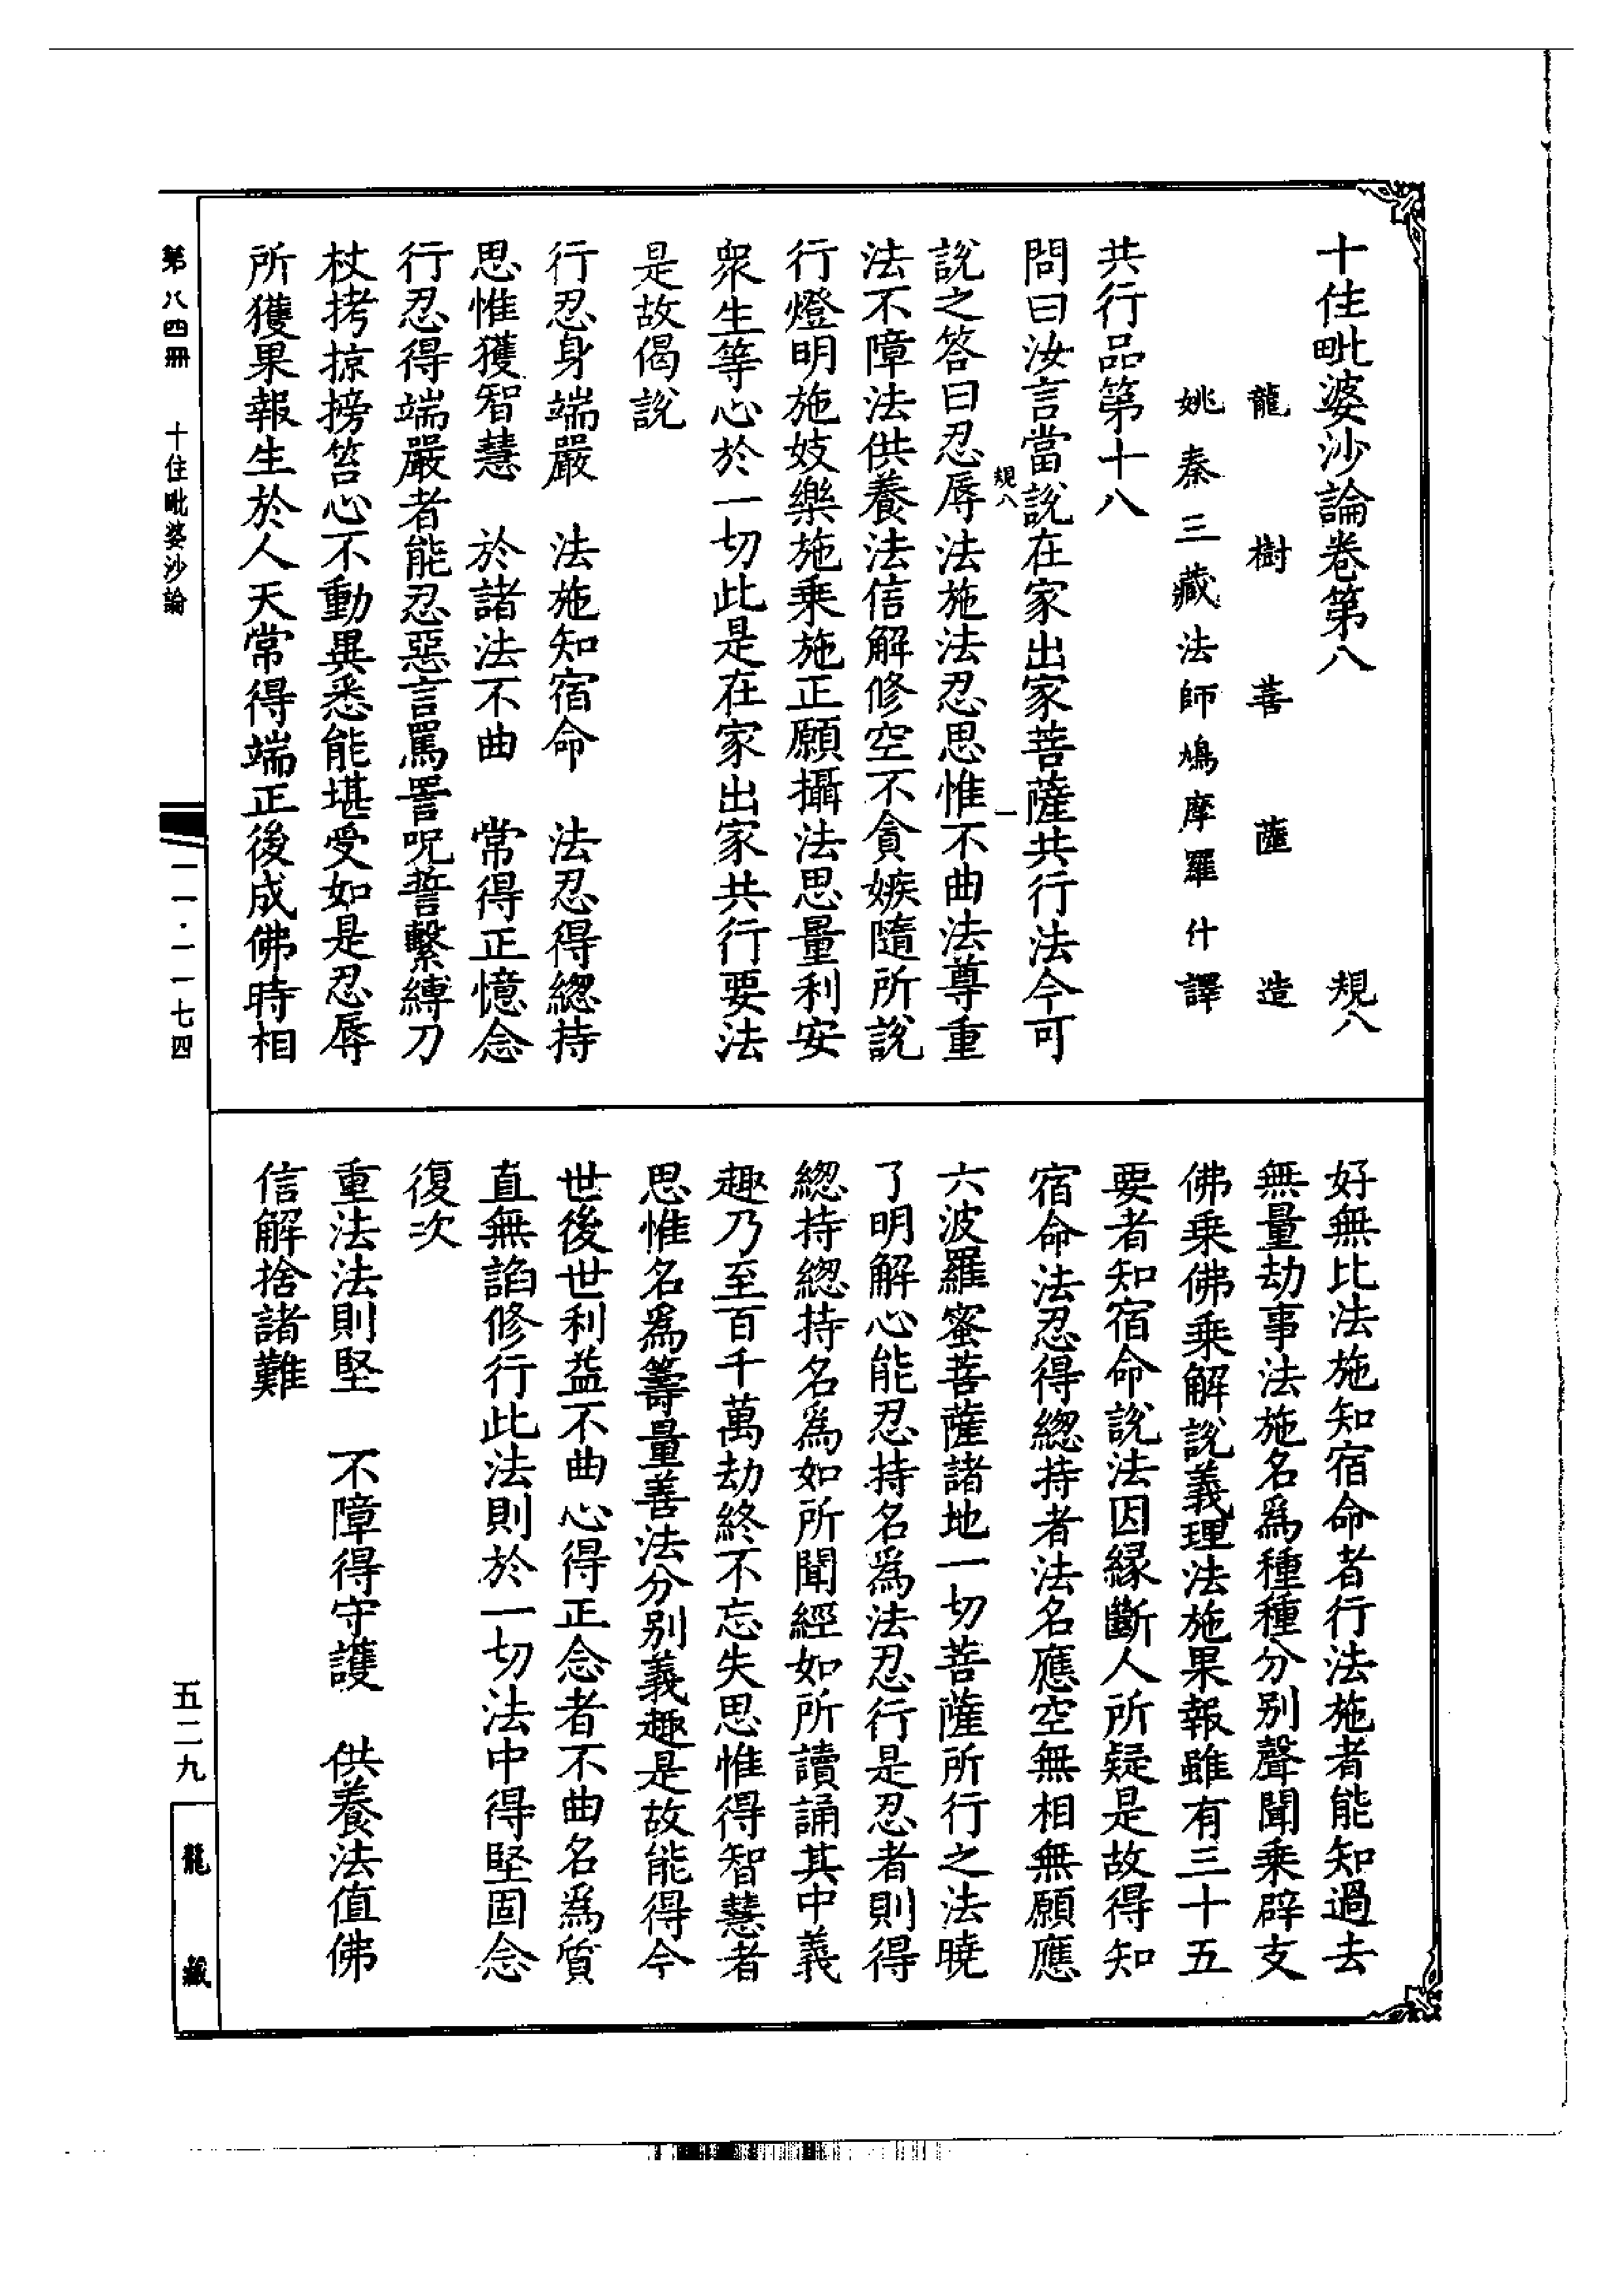 十住毗婆沙論卷第八　規八
龍樹菩薩造
姚秦三藏法師鳩摩羅什譯
共行品第十八
問曰汝言當說在家出家菩薩共行法今可
規八　一
說之答曰忍辱法施法忍思惟不曲法尊重
法不障法供養法信解修空不貪嫉隨所說
行燈明施妓樂施乘施正願攝法思量利安
衆生等心於一切此是在家出家共行要法
是故偈說
行忍身端嚴　法施知宿命　法忍得緫持
思惟獲智慧　於諸法不曲　常得正憶念
行忍得端嚴者能忍惡言罵詈呪誓繫縛刀
杖拷掠搒笞心不動異悉能堪受如是忍辱
所獲果報生於人天常得端正後成佛時相
好無比法施知宿命者行法施者能知過去
無量劫事法施名爲種種分别聲聞乘辟支
佛乘佛乘解說義理法施果報雖有三十五
要者知宿命說法因緣斷人所疑是故得知
宿命法忍得緫持者法名應空無相無願應
六波羅蜜菩薩諸地一切菩薩所行之法曉
了明解心能忍持名爲法忍行是忍者則得
緫持緫持名爲如所聞經如所讀誦其中義
趣乃至百千萬劫終不忘失思惟得智慧者
思惟名爲籌量善法分别義趣是故能得今
世後世利益不曲心得正念者不曲名爲質
直無諂修行此法則於一切法中得堅固念
復次
重法法則堅　不障得守護　供養法值佛
信解捨諸難
第八四冊　十住毗婆沙論
一一·一一七四
五二九
龍藏